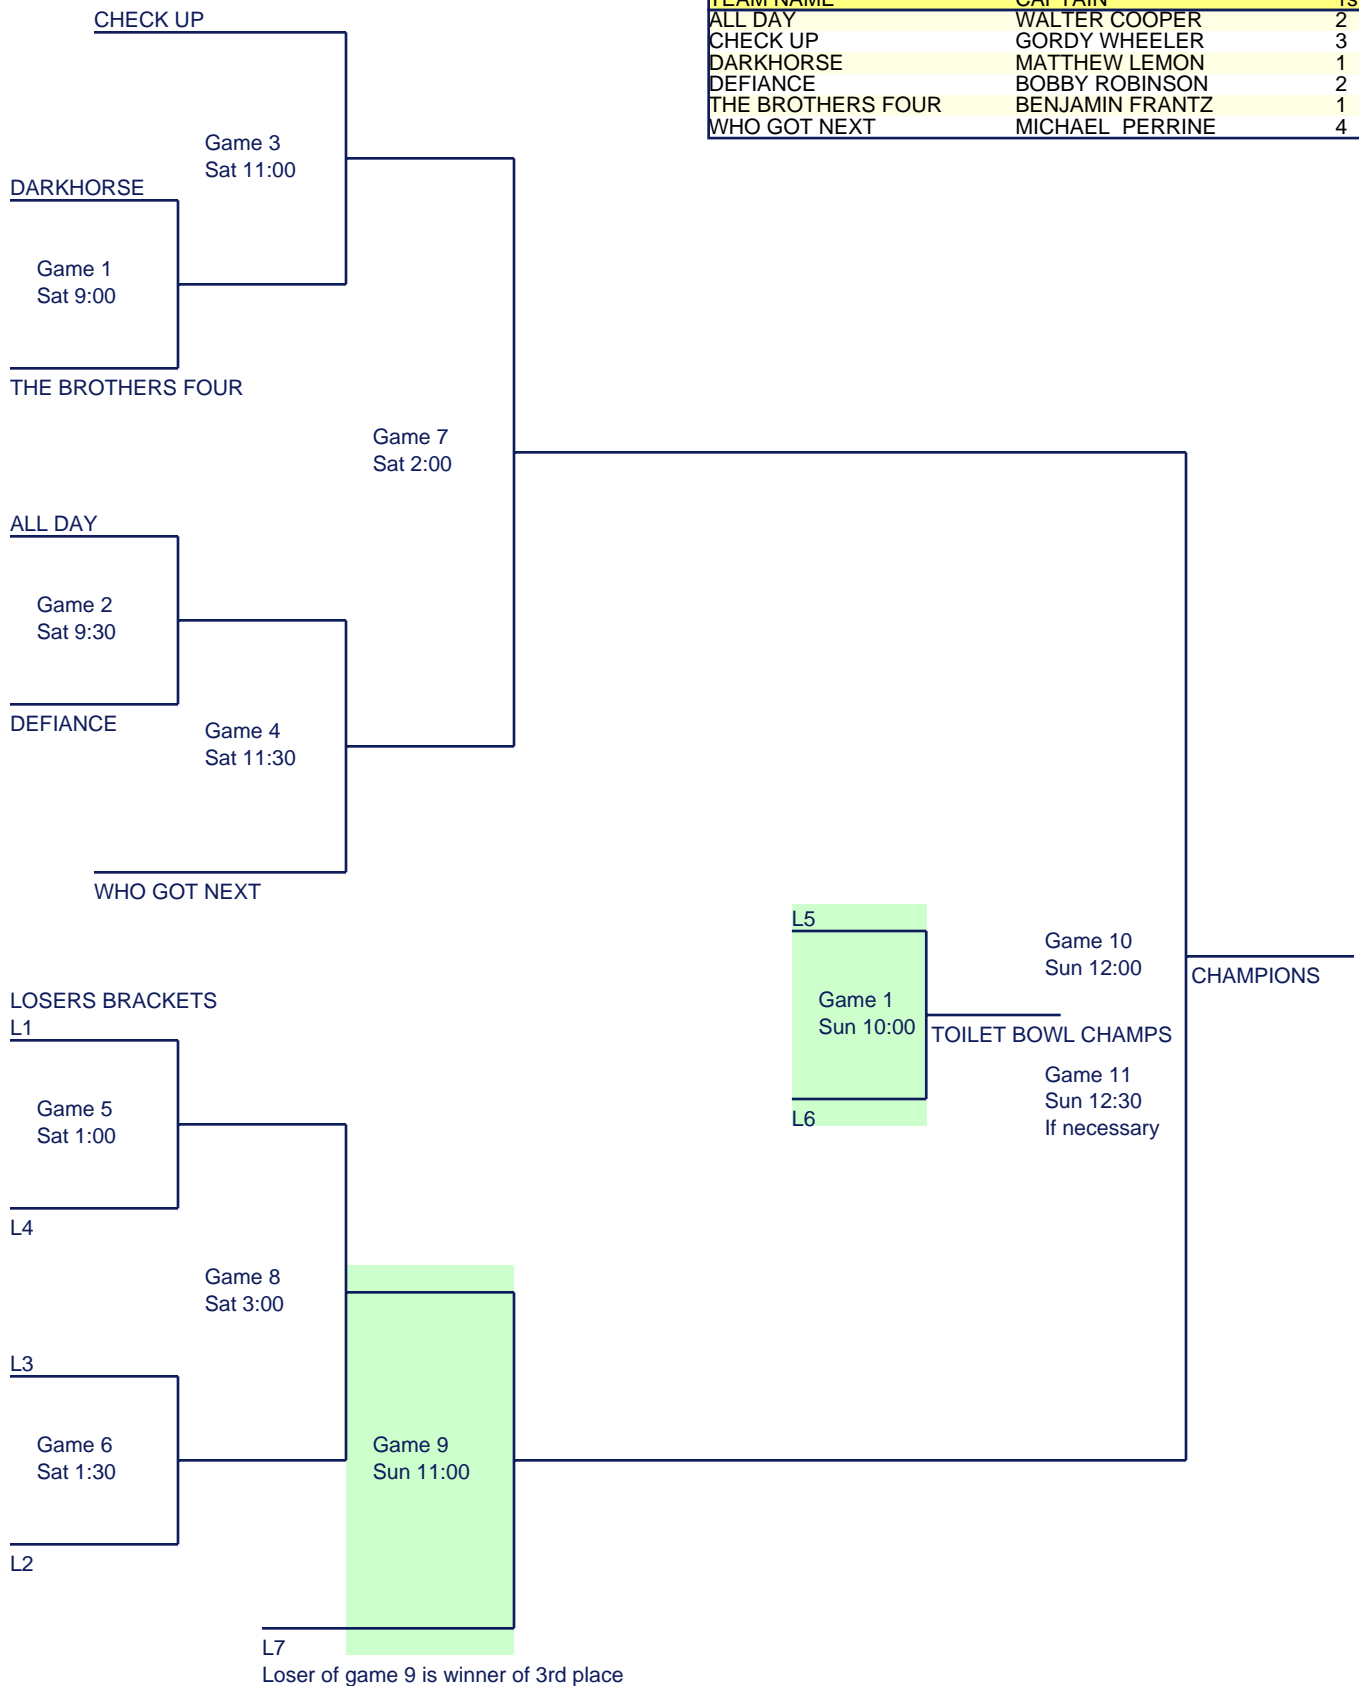 TEAM NAME CAPTAIN 1s
ALL DAY WALTER COOPER 2
CHECK UP GORDY WHEELER 3
DARKHORSE MATTHEW LEMON 1
DEFIANCE BOBBY ROBINSON 2
THE BROTHERS FOUR BENJAMIN FRANTZ 1
WHO GOT NEXT MICHAEL PERRINE 4
CHECK UP
Game 3
Sat 11:00
DARKHORSE
Game 1
Sat 9:00
THE BROTHERS FOUR
Game 7
Sat 2:00
ALL DAY
Game 2
Sat 9:30
DEFIANCE
Game 4
Sat 11:30
WHO GOT NEXT
L5
Game 10
Sun 12:00
CHAMPIONS
Game 1
Sun 10:00
TOILET BOWL CHAMPS
Game 11
Sun 12:30
If necessary
L6
LOSERS BRACKETS
L1
Game 5
Sat 1:00
L4
Game 8
Sat 3:00
L3
Game 6
Sat 1:30
Game 9
Sun 11:00
L2
L7
Loser of game 9 is winner of 3rd place